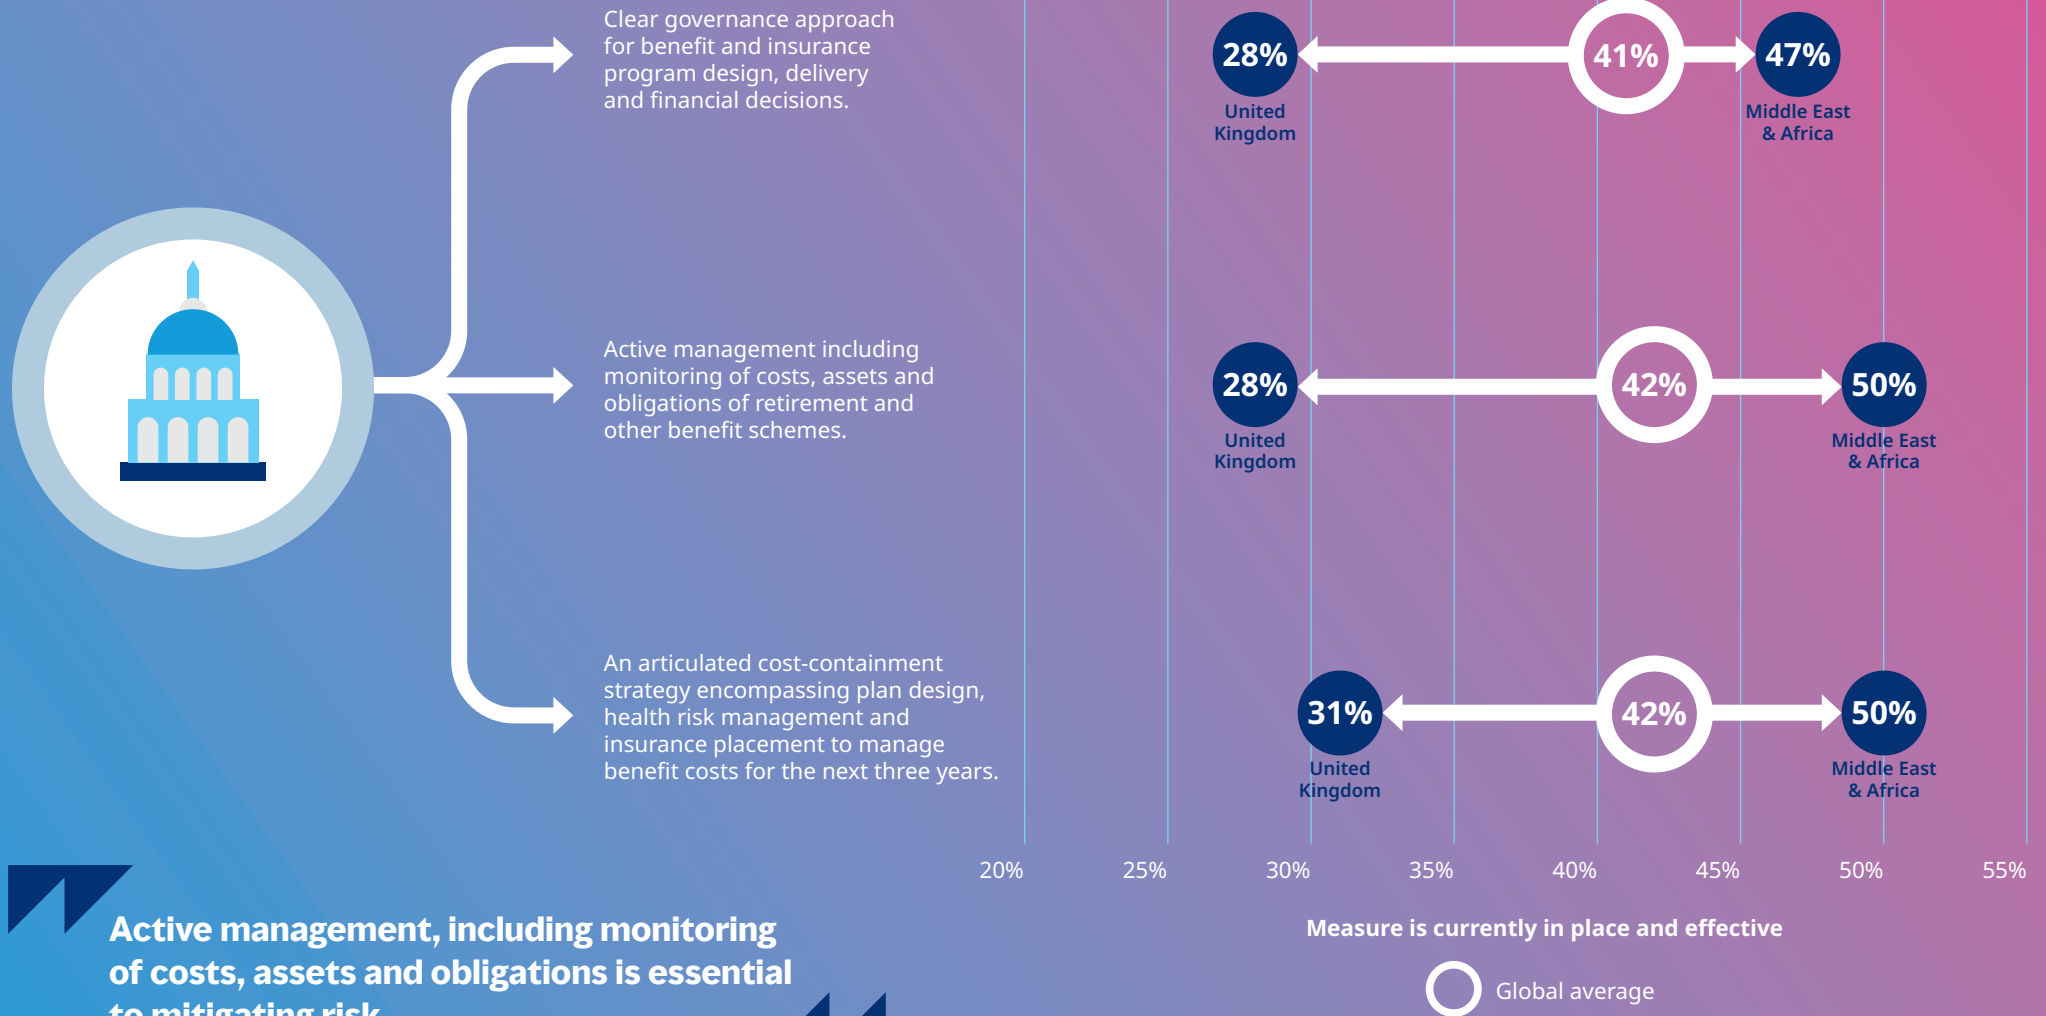 Clear governance approach
for benefit and insurance
program design, delivery
and financial decisions.
28%
41%
47%
United
Kingdom
Middle East
& Africa
Active management including
monitoring of costs, assets and
obligations of retirement and
other benefit schemes.
28%
42%
50%
United
Kingdom
Middle East
& Africa
An articulated cost-containment
strategy encompassing plan design,
health risk management and
insurance placement to manage
benefit costs for the next three years.
31%
42%
50%
United
Kingdom
Middle East
& Africa
20% 25% 30% 35% 40% 45% 50% 55%
Measure is currently in place and effective
Global average
Active management, including monitoring
of costs, assets and obligations is essential
to mitigating risk